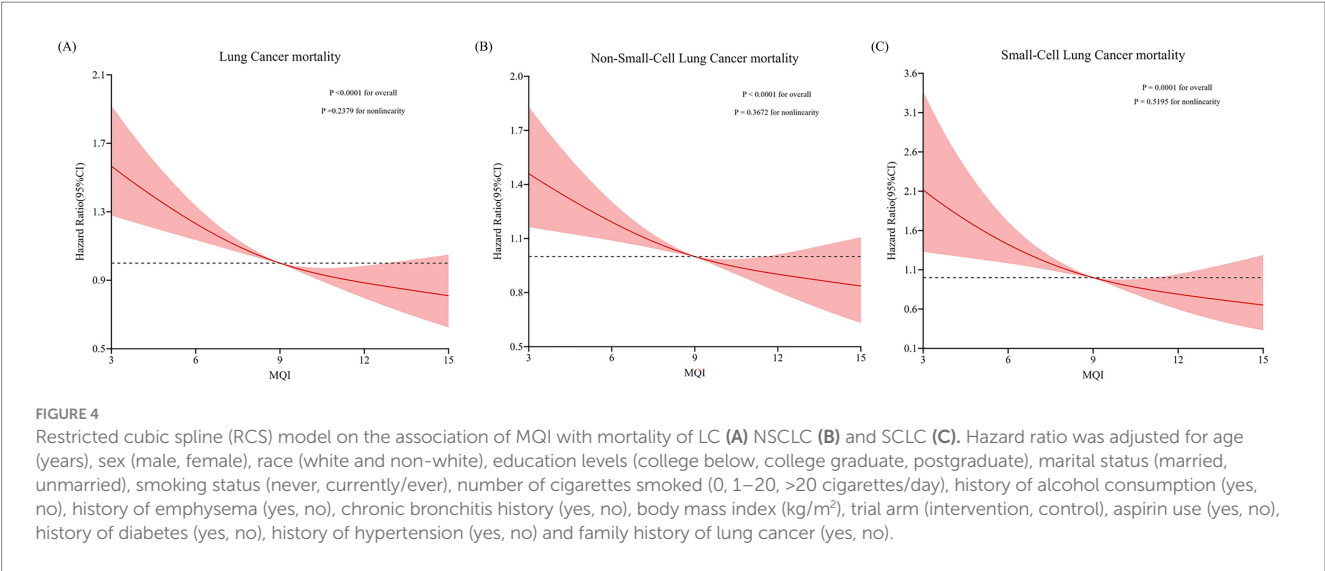 (A)
Lung Cancer mortality
P <0.0001 for overall
P =0.2379 for nonlinearity
Hazard Ratio(95%CI)
2.1
1.7
1.3
0.9
0.5
3
6
9
12
15
MQI
(B)
Non-Small-Cell Lung Cancer mortality
P < 0.0001 for overall
P = 0.3672 for nonlinearity
Hazard Ratio(95%CI)
2.0
1.7
1.4
1.1
0.8
0.5
3
6
9
12
15
MQI
(C)
Small-Cell Lung Cancer mortality
P = 0.0001 for overall
P = 0.5195 for nonlinearity
Hazard Ratio(95%CI)
3.6
3.1
2.6
2.1
1.6
1.1
0.6
0.1
3
6
9
12
15
MQI
FIGURE 4
Restricted cubic spline (RCS) model on the association of MQI with mortality of LC (A) NSCLC (B) and SCLC (C). Hazard ratio was adjusted for age
(years), sex (male, female), race (white and non-white), education levels (college below, college graduate, postgraduate), marital status (married,
unmarried), smoking status (never, currently/ever), number of cigarettes smoked (0, 1–20, >20 cigarettes/day), history of alcohol consumption (yes,
no), history of emphysema (yes, no), chronic bronchitis history (yes, no), body mass index (kg/m²), trial arm (intervention, control), aspirin use (yes, no),
history of diabetes (yes, no), history of hypertension (yes, no) and family history of lung cancer (yes, no).